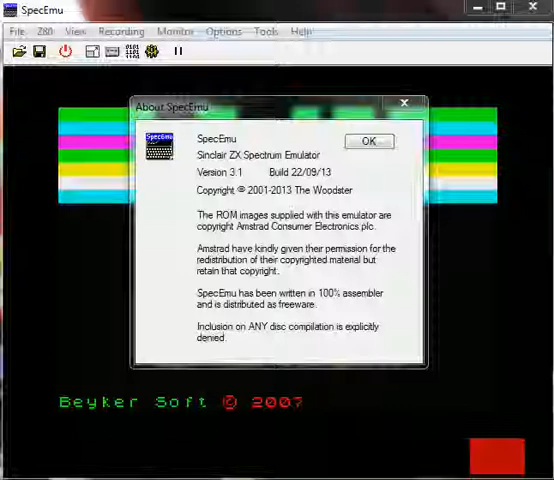 SpecEmu
File Z80 View Recording Monitor Options Tools Help
About SpecEmu
SpecEmu
SpecEmu
OK
Sinclair ZX Spectrum Emulator
Version 3.1 Build 22/09/13
Copyright © 2001-2013 The Woodster
The ROM images supplied with this emulator are
copyright Amstrad Consumer Electronics plc.
Amstrad have kindly given their permission for the
redistribution of their copyrighted material but
retain that copyright.
SpecEmu has been written in 100% assembler
and is distributed as freeware.
Inclusion on ANY disc compilation is explicitly
denied.
Beyker Soft © 2007